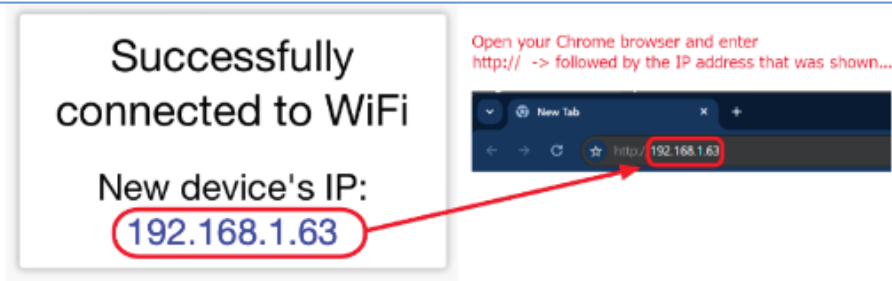 Successfully
connected to WiFi
New device's IP:
192.168.1.63
Open your Chrome browser and enter
http:// -> followed by the IP address that was shown...
New Tab
http:/192.168.1.63